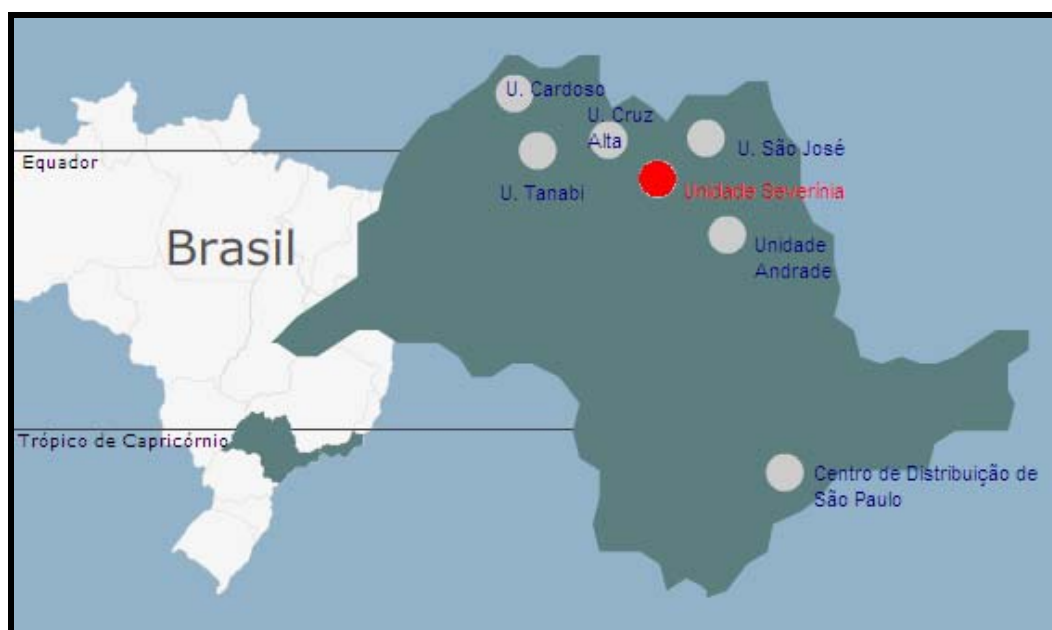 U. Cardoso
U. Cruz
Alta
U. São José
Equador
U. Tanabi
Unidade Severínia
Brasil
Unidade
Andrade
Trópico de Capricórnio
Centro de Distribuição de
São Paulo